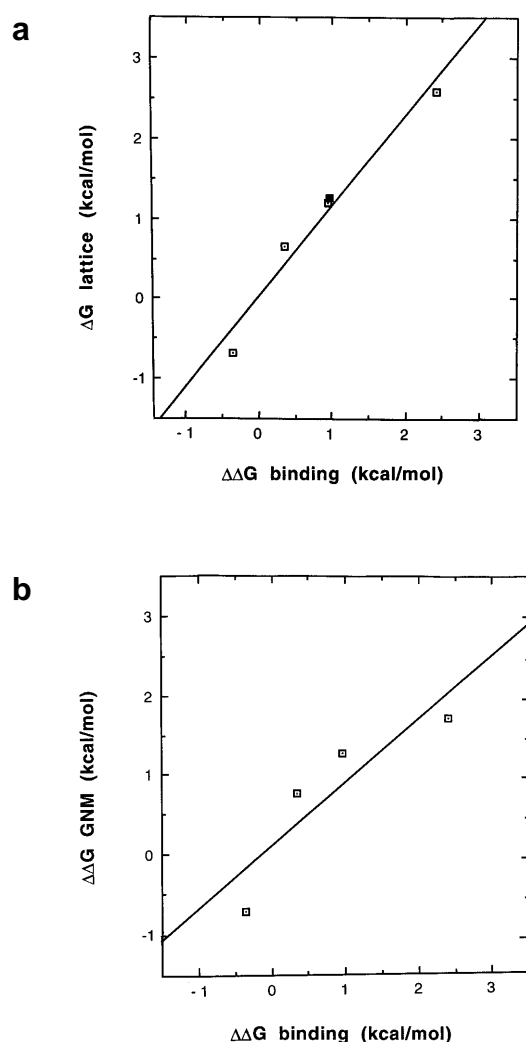 a
3
2
1
0
-1
ΔG lattice (kcal/mol)
-1 0 1 2 3
ΔΔG binding (kcal/mol)
b
3
2
1
0
-1
ΔΔG GNM (kcal/mol)
-1 0 1 2 3
ΔΔG binding (kcal/mol)